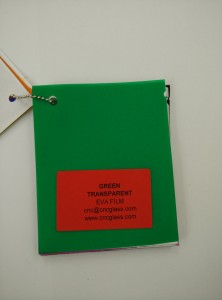 GREEN
TRANSPARENT
EVA FILM
cnc@cncglass.com
www.cncglass.com